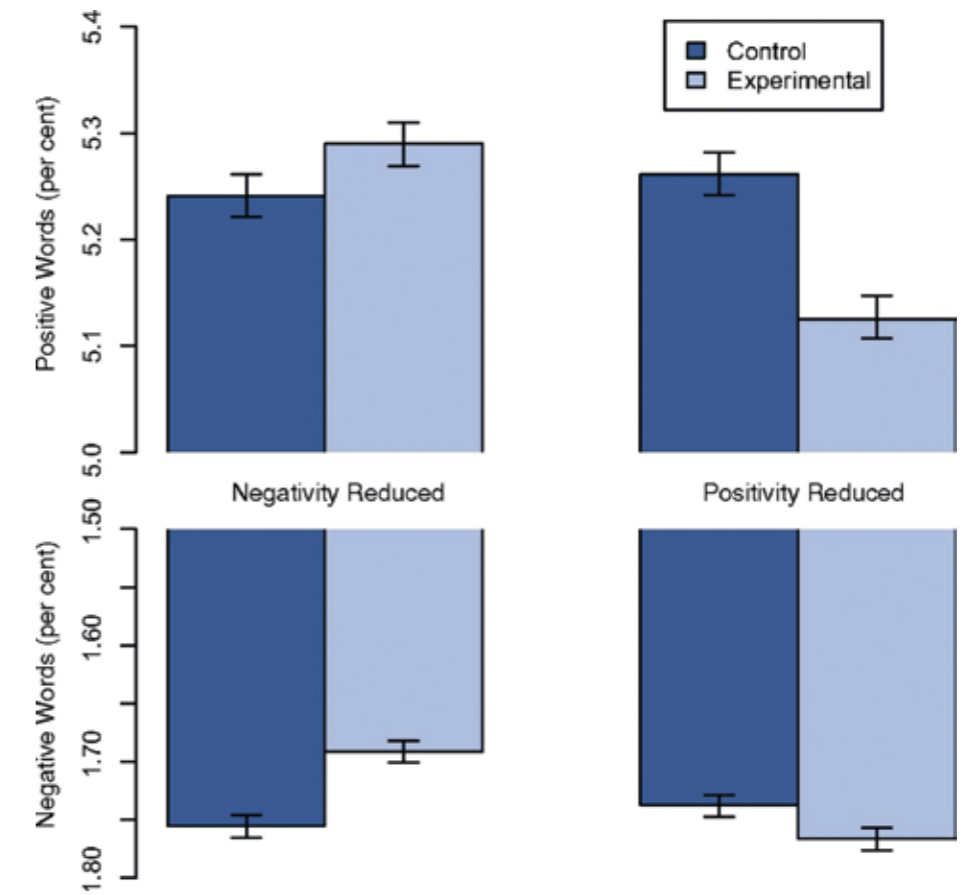 Control
Experimental
Positive Words (per cent)
5.4
5.3
5.2
5.1
5.0
Negativity Reduced
Positivity Reduced
Negative Words (per cent)
1.50
1.60
1.70
1.80